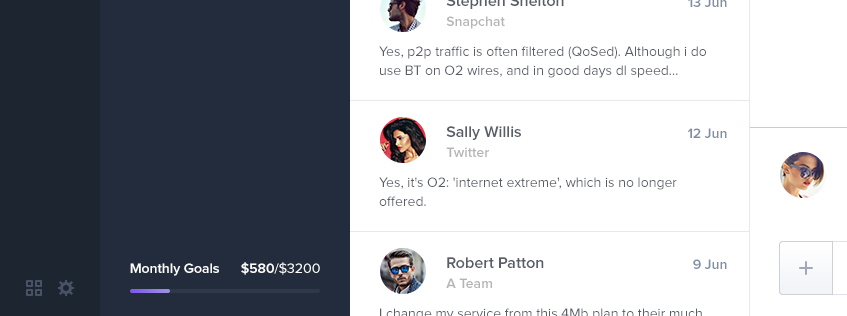 Stephen Shelton
13 Jun
Snapchat
Yes, p2p traffic is often filtered (QoSed). Although i do
use BT on O2 wires, and in good days dl speed...
Sally Willis
12 Jun
Twitter
Yes, it's O2: 'internet extreme', which is no longer
offered.
Monthly Goals
$580/$3200
Robert Patton
9 Jun
A Team
I change my service from this 4Mb plan to their much